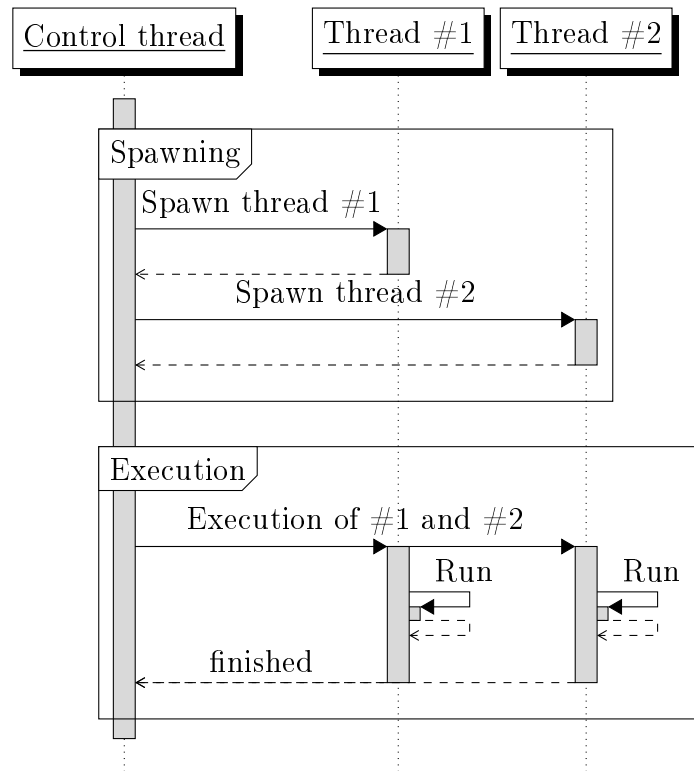 Control thread
Thread #1
Thread #2
Spawning
Spawn thread #1
Spawn thread #2
Execution
Execution of #1 and #2
Run
Run
finished